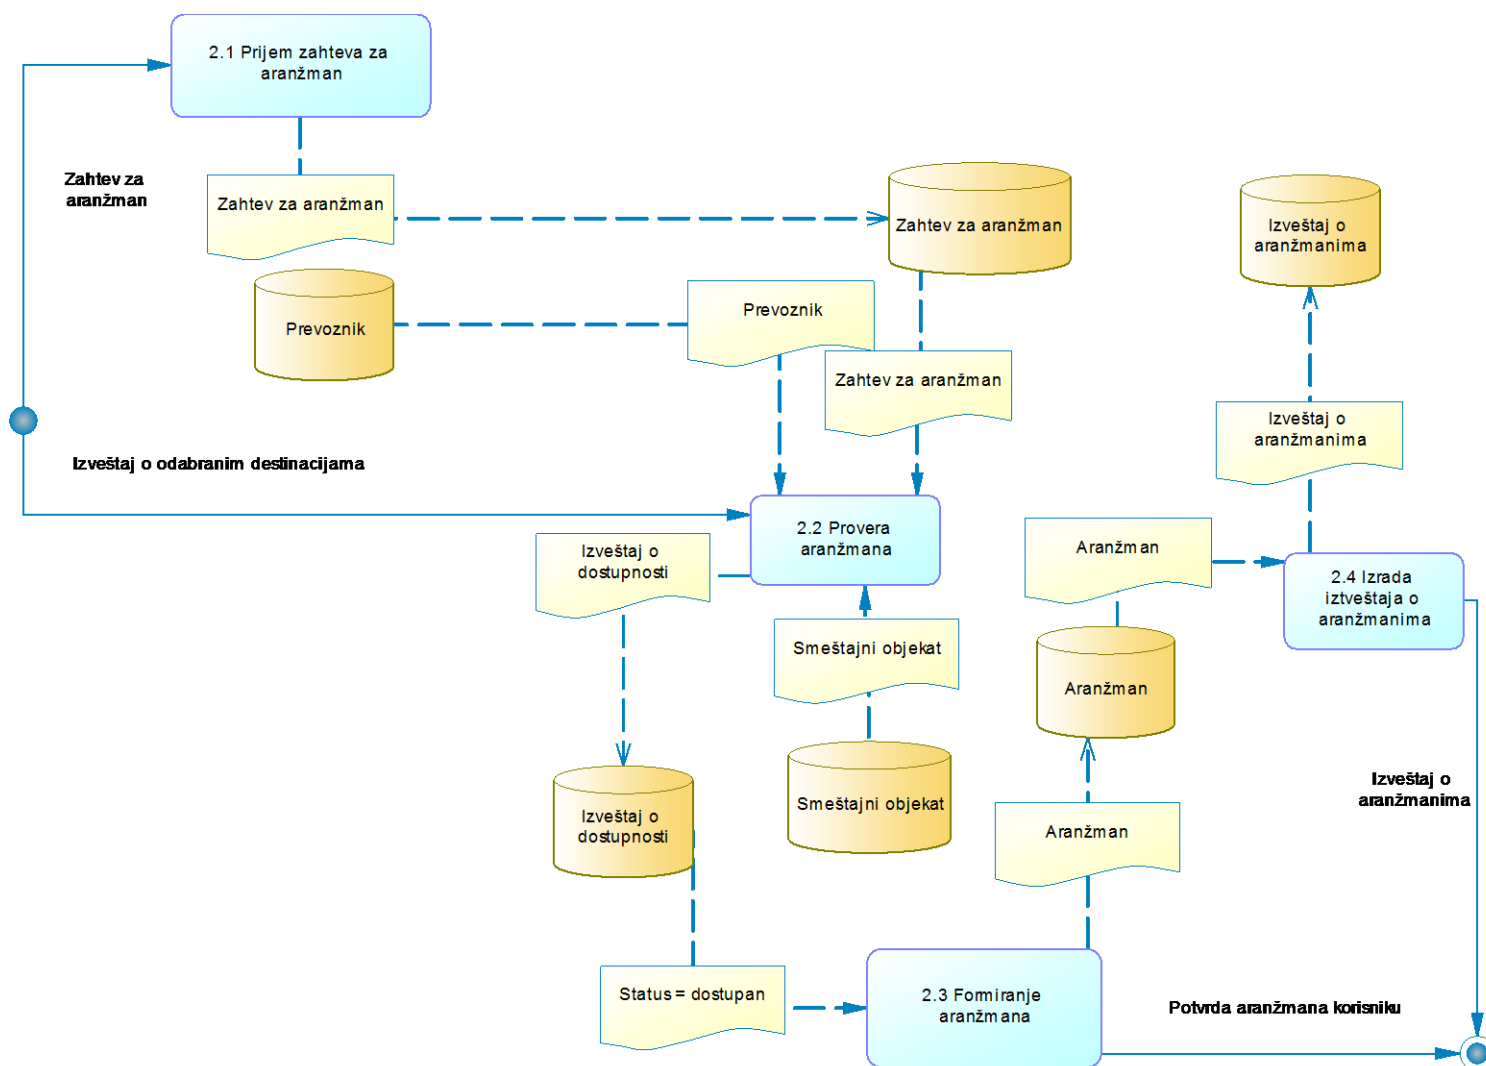 2.1 Prijem zahteva za
aranžman
Zahtev za
aranžman
Zahtev za aranžman
Zahtev za aranžman
Izveštaj o
aranžmanima
Prevoznik
Prevoznik
Zahtev za aranžman
Izveštaj o
aranžmanima
Izveštaj o odabranim destinacijama
2.2 Provera
aranžmana
Izveštaj o
dostupnosti
Aranžman
2.4 Izrada
iztveštaja o
aranžmanima
Smeštajni objekat
Aranžman
Izveštaj o
dostupnosti
Smeštajni objekat
Izveštaj o
aranžmanima
Aranžman
Status = dostupan
2.3 Formiranje
aranžmana
Potvrda aranžmana korisniku